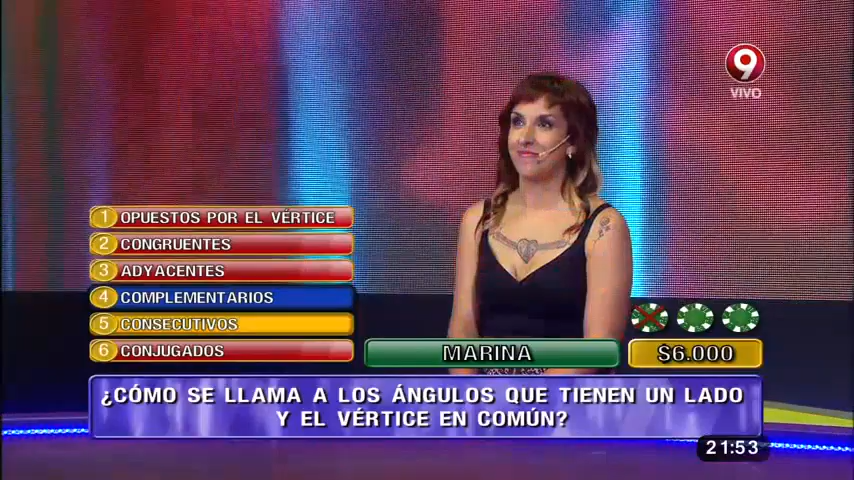 9
VIVO
1 OPUESTOS POR EL VÉRTICE
2 CONGRUENTES
3 ADYACENTES
4 COMPLEMENTARIOS
5 CONSECUTIVOS
6 CONJUGADOS
MARINA
$6.000
¿CÓMO SE LLAMA A LOS ÁNGULOS QUE TIENEN UN LADO
Y EL VÉRTICE EN COMÚN?
21:53